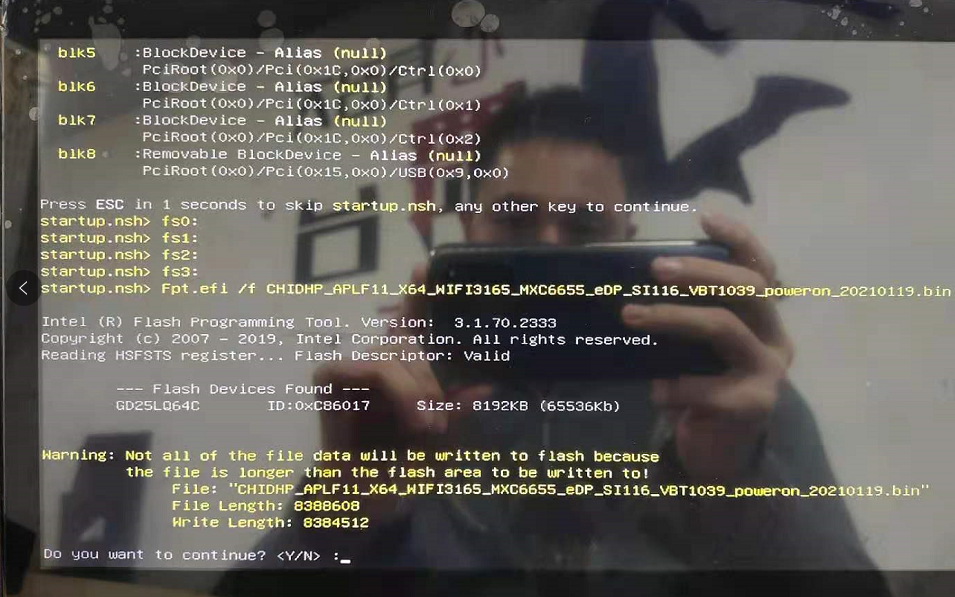 blk5 :BlockDevice - Alias (null)
PciRoot(0x0)/Pci(0x1C,0x0)/Ctrl(0x0)
blk6 :BlockDevice - Alias (null)
PciRoot(0x0)/Pci(0x1C,0x0)/Ctrl(0x1)
blk7 :BlockDevice - Alias (null)
PciRoot(0x0)/Pci(0x1C,0x0)/Ctrl(0x2)
blk8 :Removable BlockDevice - Alias (null)
PciRoot(0x0)/Pci(0x15,0x0)/USB(0x9,0x0)
Press ESC in 1 seconds to skip startup.nsh, any other key to continue.
startup.nsh> fs0:
startup.nsh> fs1:
startup.nsh> fs2:
startup.nsh> fs3:
startup.nsh> Fpt.efi /f CHIDHP_APLF11_X64_WIFI3165_MXC6655_eDP_SI116_VBT1039_poweron_20210119.bin
Intel (R) Flash Programming Tool. Version:  3.1.70.2333
Copyright (c) 2007 - 2019, Intel Corporation. All rights reserved.
Reading HSFSTS register... Flash Descriptor: Valid
--- Flash Devices Found ---
GD25LQ64C ID:0xC86017 Size: 8192KB (65536Kb)
Warning: Not all of the file data will be written to flash because
the file is longer than the flash area to be written to!
File: "CHIDHP_APLF11_X64_WIFI3165_MXC6655_eDP_SI116_VBT1039_poweron_20210119.bin"
File Length: 8388608
Write Length: 8384512
Do you want to continue? <Y/N> :_